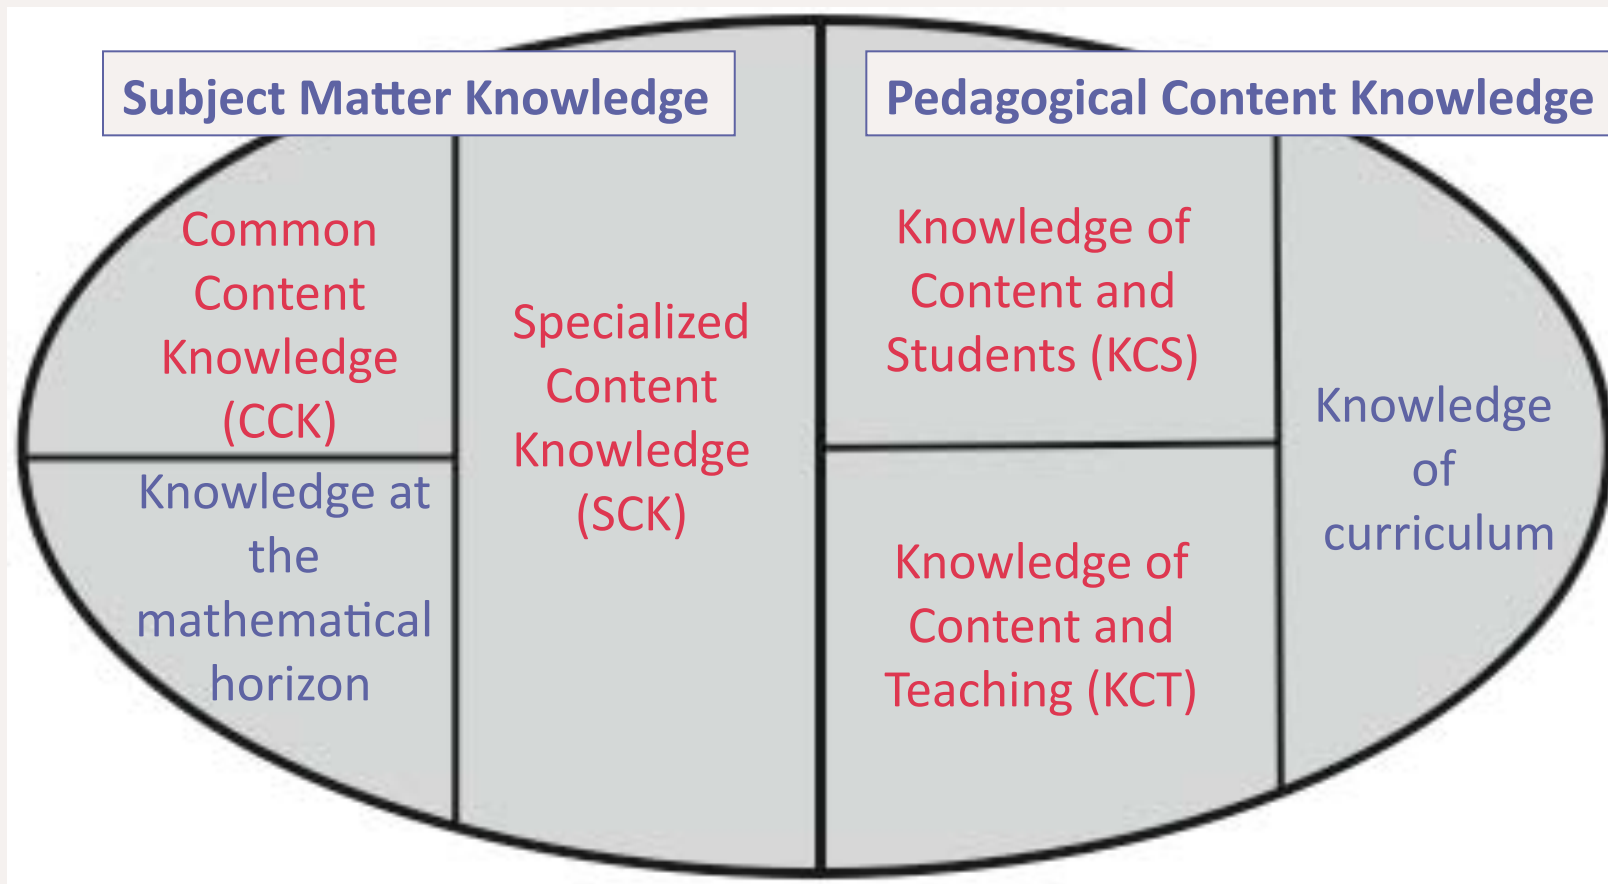 Subject Matter Knowledge
Pedagogical Content Knowledge
Common
Content
Knowledge
(CCK)
Knowledge at
the
mathematical
horizon
Specialized
Content
Knowledge
(SCK)
Knowledge of
Content and
Students (KCS)
Knowledge of
Content and
Teaching (KCT)
Knowledge
of
curriculum